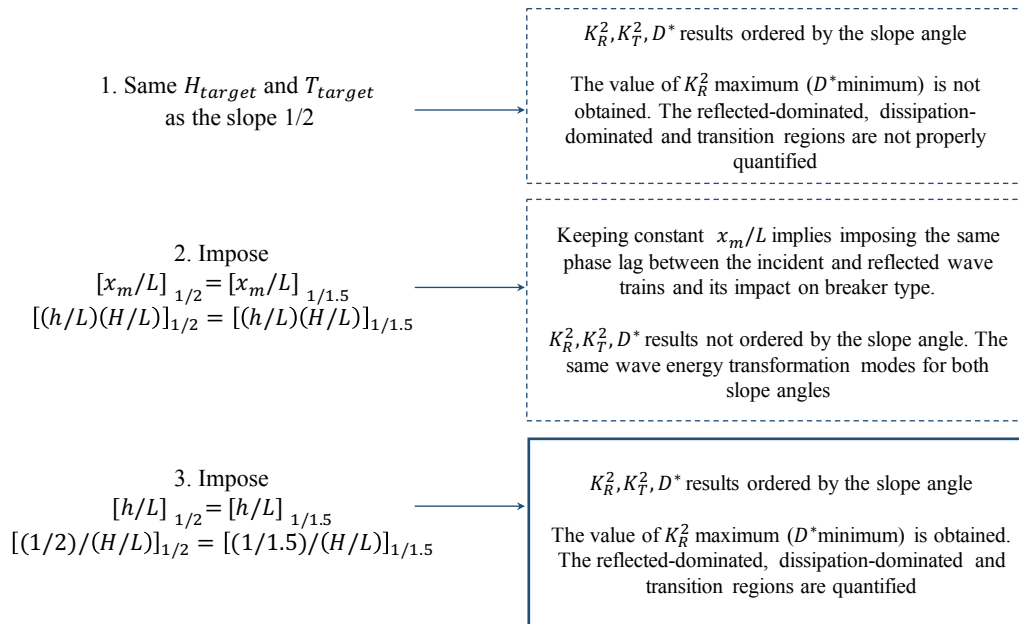 1. Same H_target and T_target
as the slope 1/2
K_R^2, K_T^2, D* results ordered by the slope angle
The value of K_R^2 maximum (D*minimum) is not
obtained. The reflected-dominated, dissipation-
dominated and transition regions are not properly
quantified
2. Impose
[x_m/L]_1/2 = [x_m/L]_1/1.5
[(h/L)(H/L)]_1/2 = [(h/L)(H/L)]_1/1.5
Keeping constant x_m/L implies imposing the same
phase lag between the incident and reflected wave
trains and its impact on breaker type.
K_R^2, K_T^2, D* results not ordered by the slope angle. The
same wave energy transformation modes for both
slope angles
3. Impose
[h/L]_1/2 = [h/L]_1/1.5
[(1/2)/(H/L)]_1/2 = [(1/1.5)/(H/L)]_1/1.5
K_R^2, K_T^2, D* results ordered by the slope angle
The value of K_R^2 maximum (D*minimum) is obtained.
The reflected-dominated, dissipation-dominated and
transition regions are quantified